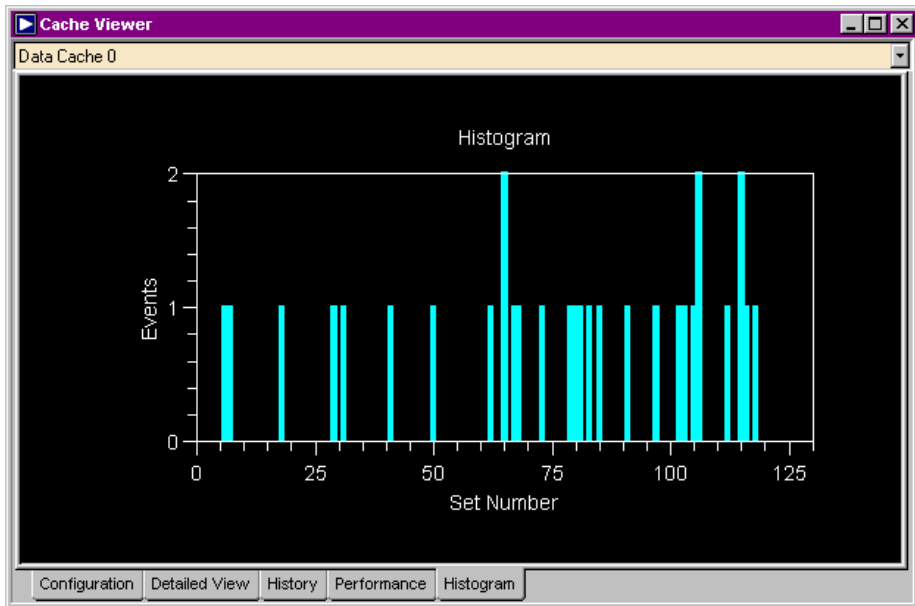 Cache Viewer
Data Cache 0
Histogram
2
1
0
Events
0 25 50 75 100 125
Set Number
Configuration Detailed View History Performance Histogram